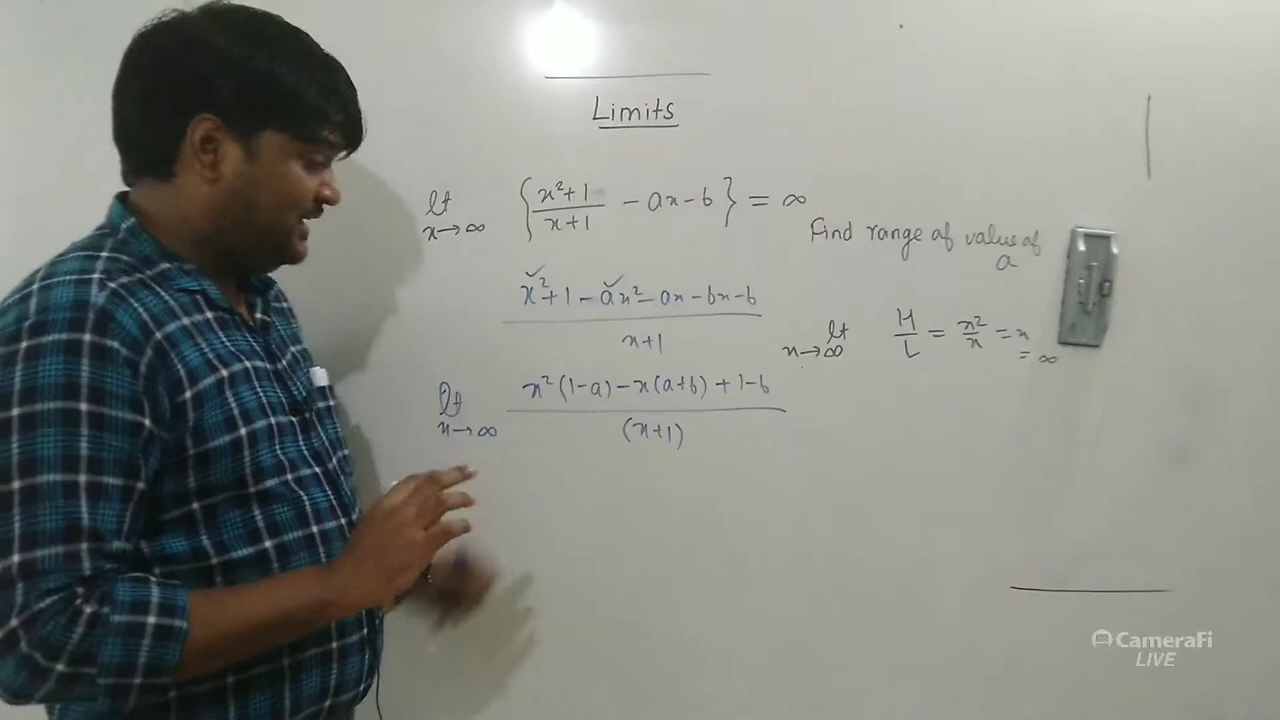 Limits
lt x→∞ { x²+1 / x+1 − ax − b } = ∞
Find range of value of a
x²+1 − ax² − ax − bx − b / x+1
lt x→∞ H/L = x²/x = x = ∞
lt x→∞ x²(1−a) − x(a+b) + 1−b / (x+1)
CameraFi
LIVE